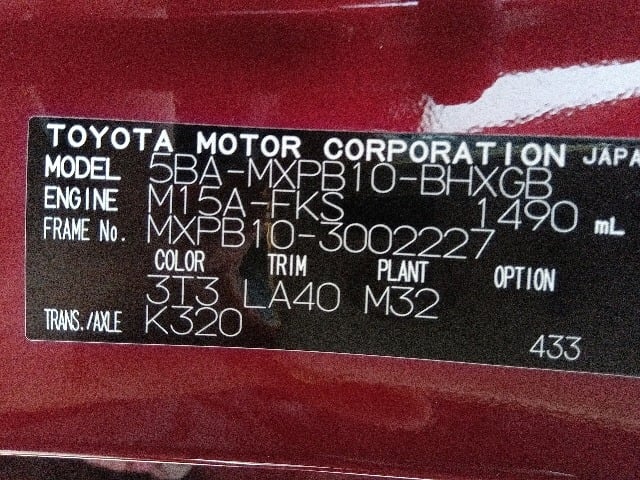 TOYOTA MOTOR CORPORATION JAPA
MODEL 5BA-MXPB10-BHXGB
ENGINE M15A-FKS 1490 mL
FRAME No. MXPB10-3002227
COLOR TRIM PLANT OPTION
3T3 LA40 M32
TRANS./AXLE K320
433